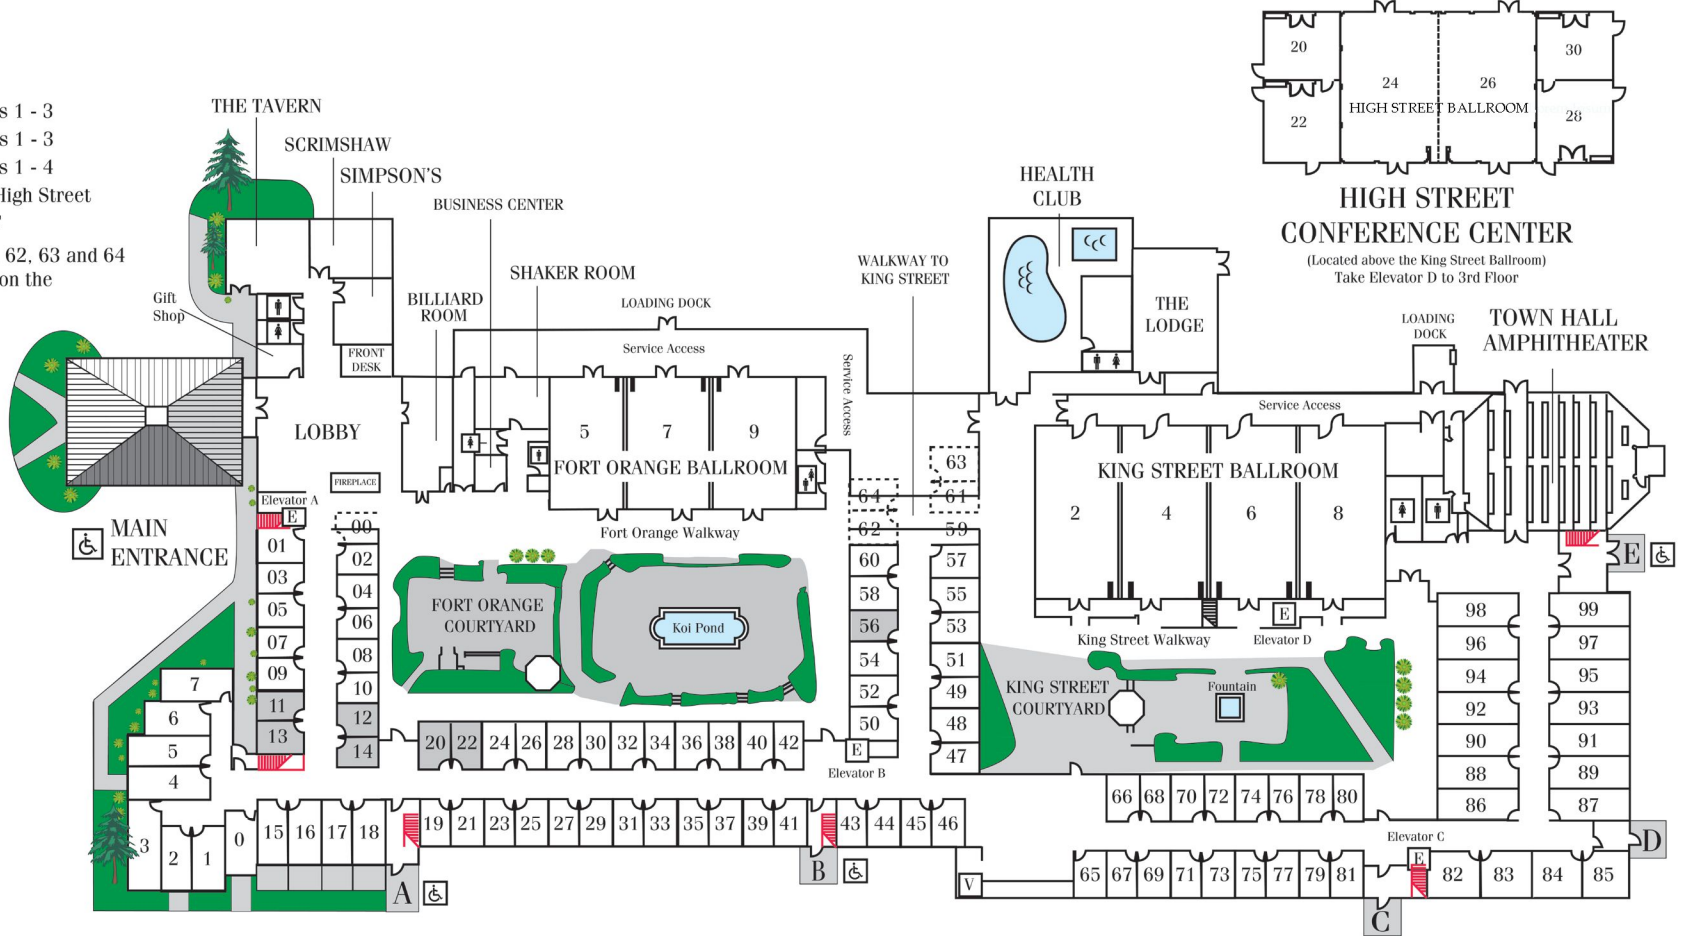 s 1 - 3
s 1 - 3
s 1 - 4
High Street
62, 63 and 64
on the
THE TAVERN
SCRIMSHAW
SIMPSON'S
BUSINESS CENTER
SHAKER ROOM
BILLIARD
ROOM
LOADING DOCK
Service Access
Service Access
WALKWAY TO
KING STREET
HEALTH
CLUB
THE
LODGE
20
22
24
26
30
28
HIGH STREET BALLROOM
HIGH STREET
CONFERENCE CENTER
(Located above the King Street Ballroom)
Take Elevator D to 3rd Floor
LOADING
DOCK
TOWN HALL
AMPHITHEATER
Service Access
Gift
Shop
FRONT
DESK
LOBBY
FIREPLACE
Elevator A
E
MAIN
ENTRANCE
5
7
9
FORT ORANGE BALLROOM
Fort Orange Walkway
FORT ORANGE
COURTYARD
Koi Pond
KING STREET BALLROOM
2
4
6
8
King Street Walkway
E
Elevator D
KING STREET
COURTYARD
Fountain
E
00
01
02
03
04
05
06
07
08
09
10
11
12
13
14
7
6
5
4
3
2
1
0
15
16
17
18
A
20
22
24
26
28
30
32
34
36
38
40
42
19
21
23
25
27
29
31
33
35
37
39
41
43
44
45
46
B
E
Elevator B
63
64
61
62
59
60
57
58
55
56
53
54
51
52
49
50
48
47
V
66
68
70
72
74
76
78
80
65
67
69
71
73
75
77
79
81
Elevator C
E
C
82
83
84
85
D
98
99
96
97
94
95
92
93
90
91
88
89
86
87